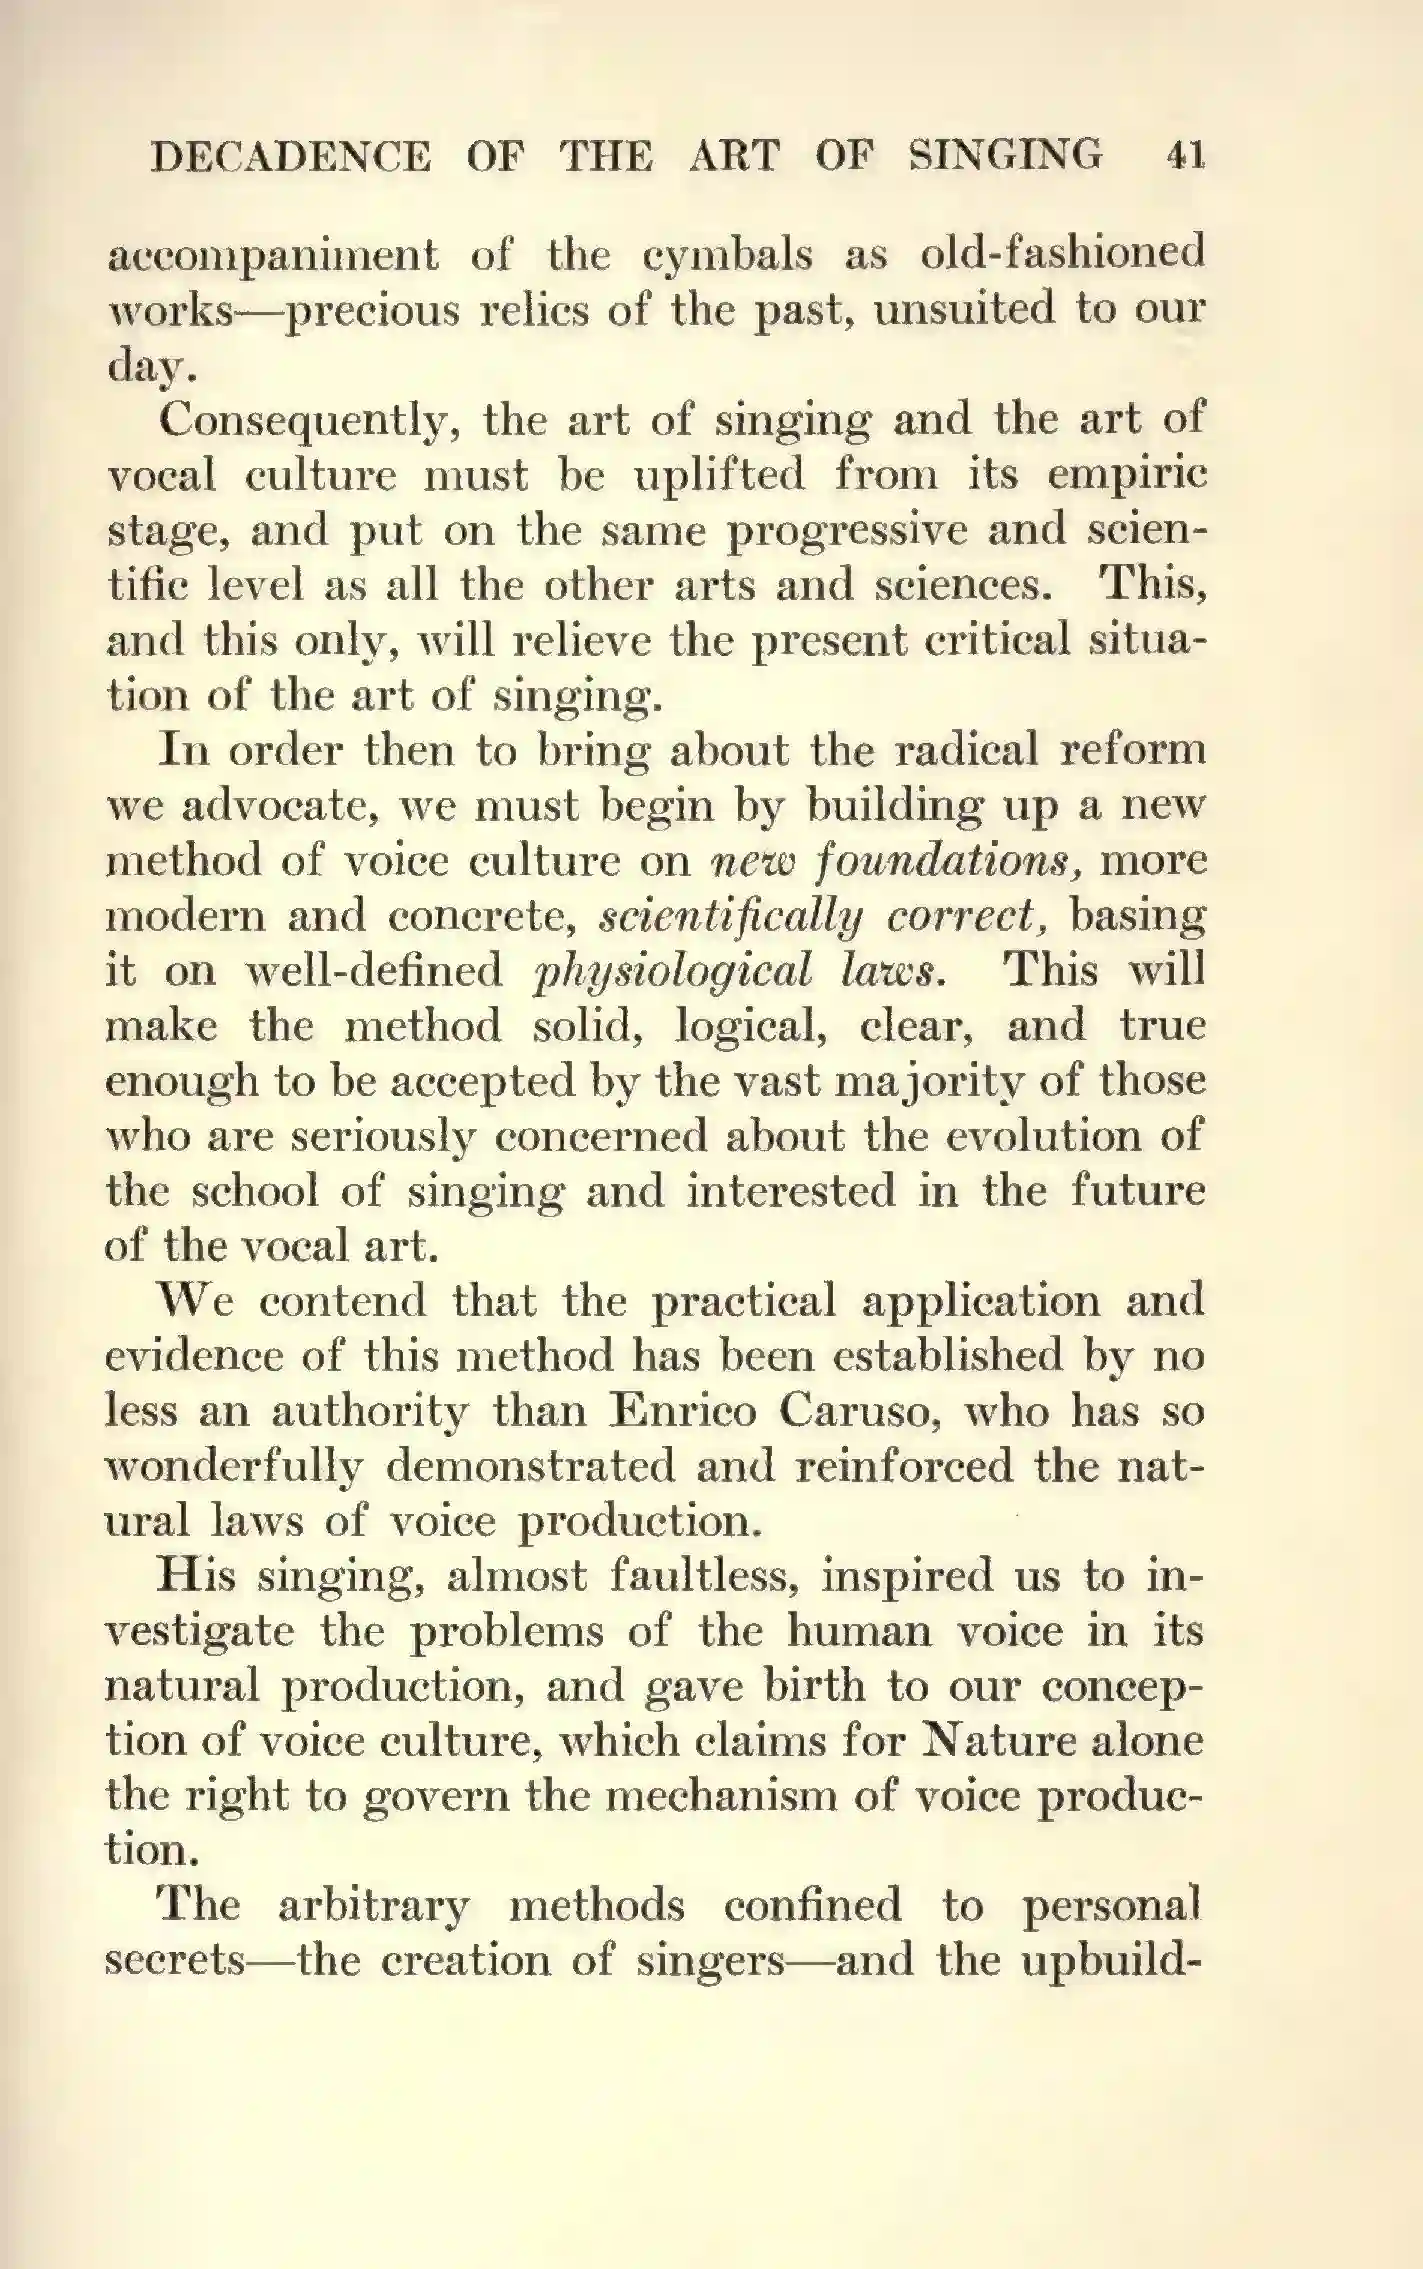 DECADENCE OF THE ART OF SINGING 41
accompaniment of the cymbals as old-fashioned
works—precious relics of the past, unsuited to our
day.
Consequently, the art of singing and the art of
vocal culture must be uplifted from its empiric
stage, and put on the same progressive and scien-
tific level as all the other arts and sciences. This,
and this only, will relieve the present critical situa-
tion of the art of singing.
In order then to bring about the radical reform
we advocate, we must begin by building up a new
method of voice culture on new foundations, more
modern and concrete, scientifically correct, basing
it on well-defined physiological laws. This will
make the method solid, logical, clear, and true
enough to be accepted by the vast majority of those
who are seriously concerned about the evolution of
the school of singing and interested in the future
of the vocal art.
We contend that the practical application and
evidence of this method has been established by no
less an authority than Enrico Caruso, who has so
wonderfully demonstrated and reinforced the nat-
ural laws of voice production.
His singing, almost faultless, inspired us to in-
vestigate the problems of the human voice in its
natural production, and gave birth to our concep-
tion of voice culture, which claims for Nature alone
the right to govern the mechanism of voice produc-
tion.
The arbitrary methods confined to personal
secrets—the creation of singers—and the upbuild-